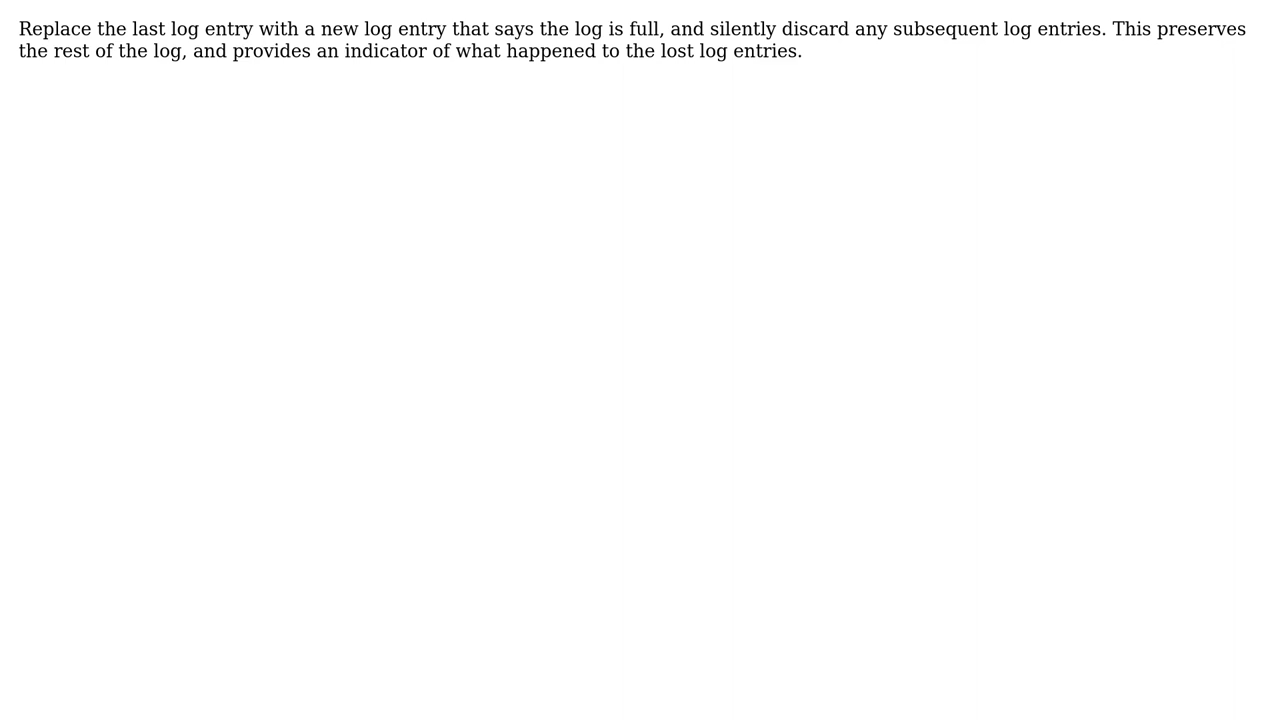 Replace the last log entry with a new log entry that says the log is full, and silently discard any subsequent log entries. This preserves
the rest of the log, and provides an indicator of what happened to the lost log entries.